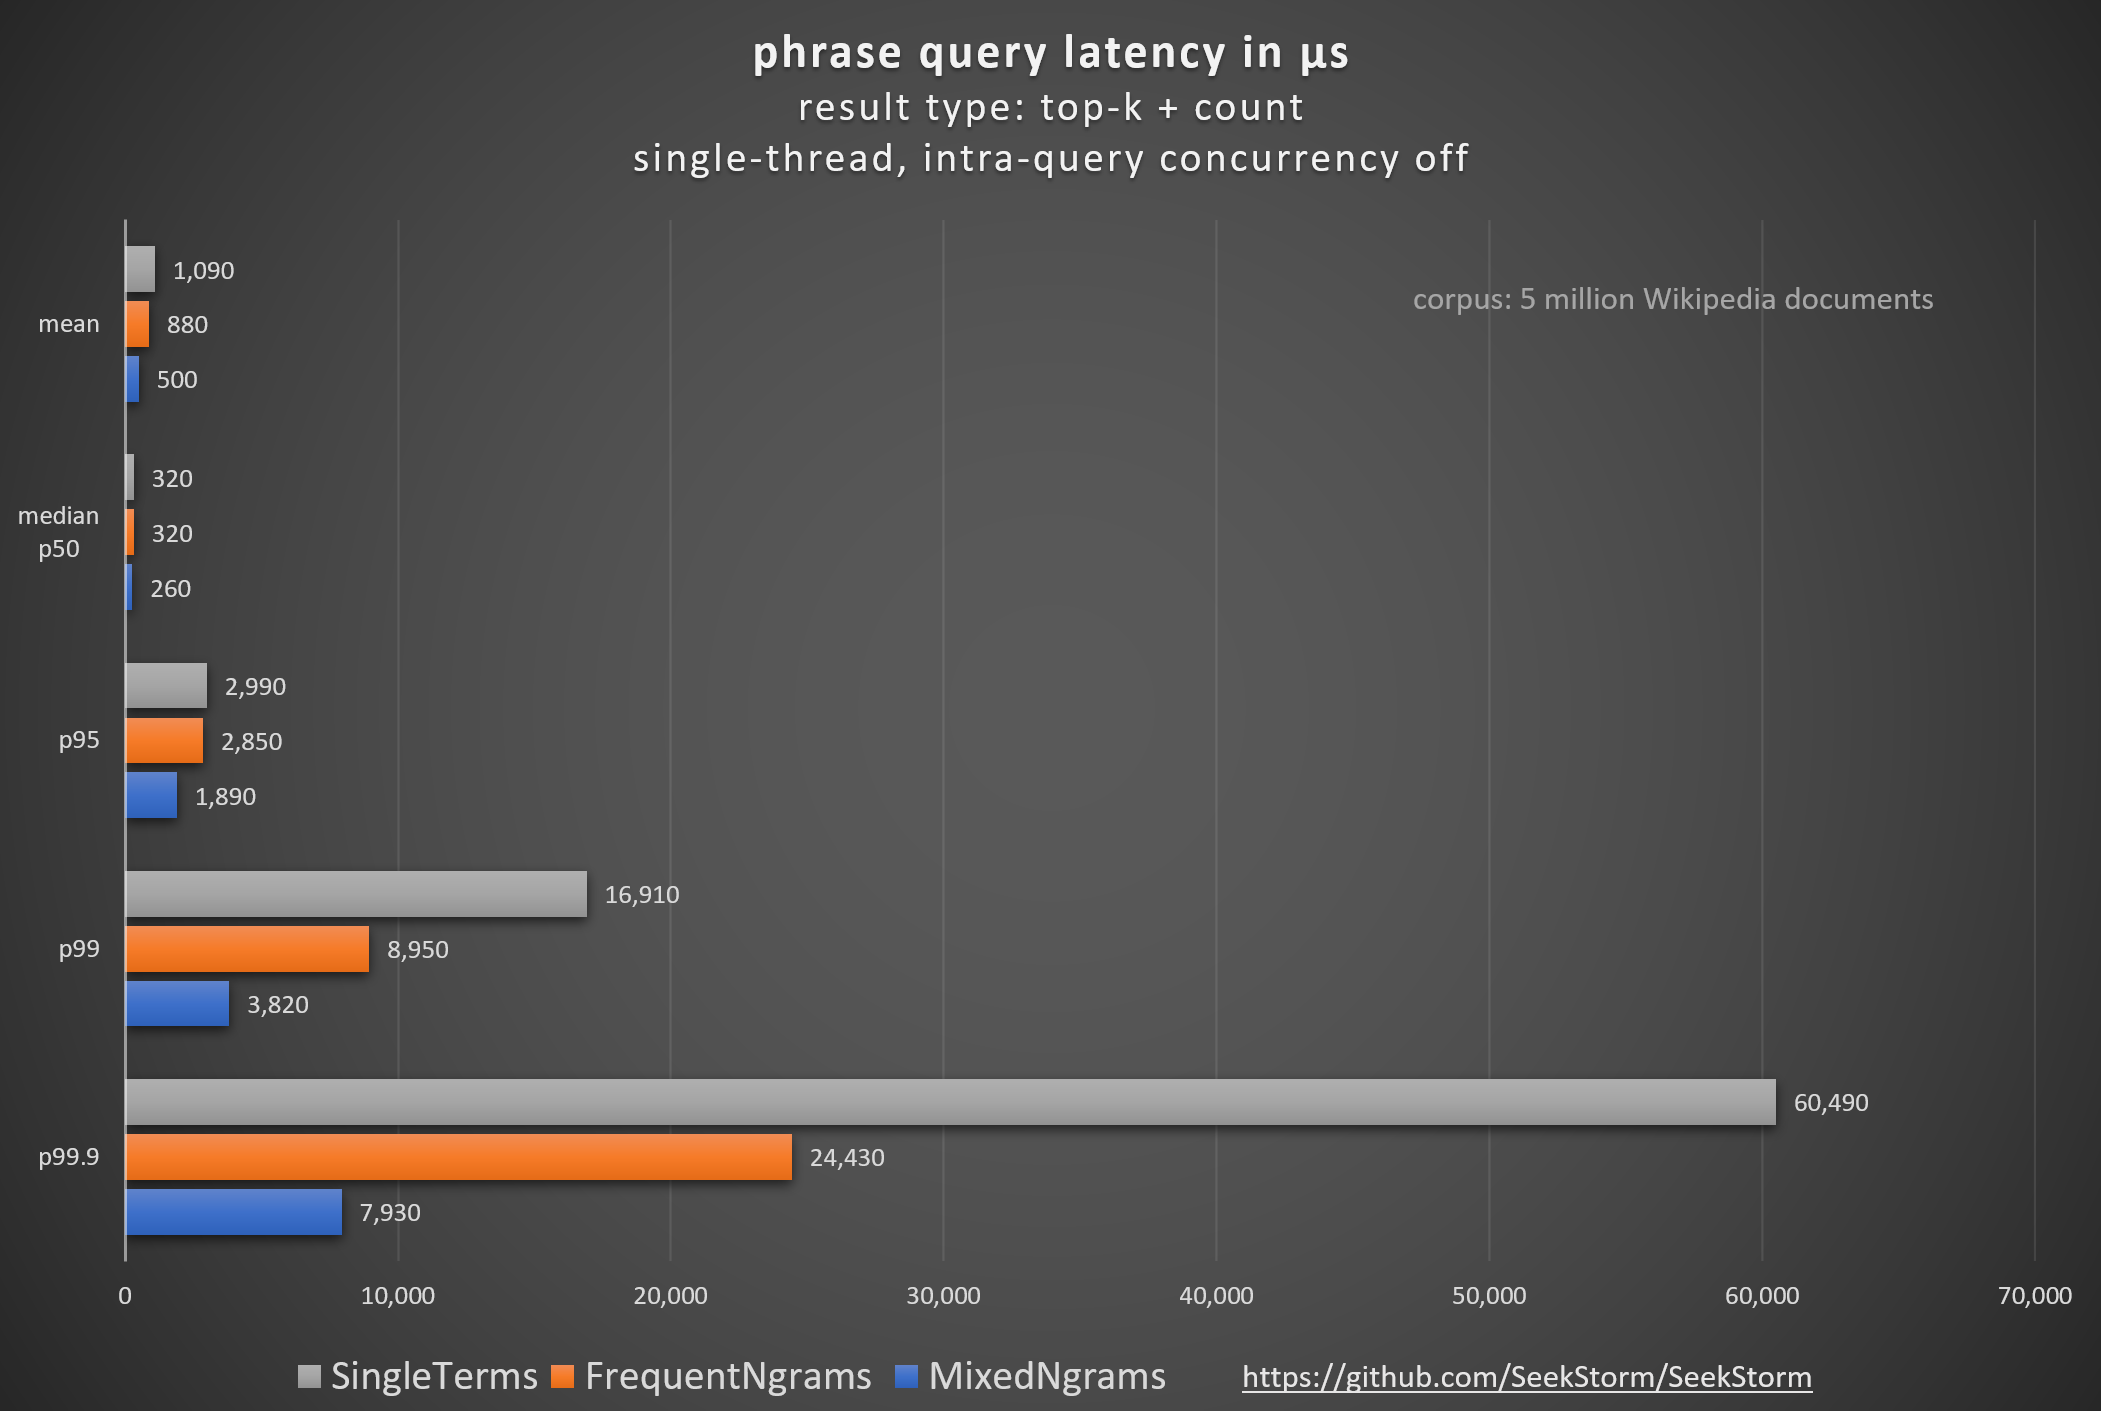 phrase query latency in µs
result type: top-k + count
single-thread, intra-query concurrency off
corpus: 5 million Wikipedia documents
mean
1,090
880
500
median
p50
320
320
260
p95
2,990
2,850
1,890
p99
16,910
8,950
3,820
p99.9
60,490
24,430
7,930
0 10,000 20,000 30,000 40,000 50,000 60,000 70,000
SingleTerms FrequentNgrams MixedNgrams https://github.com/SeekStorm/SeekStorm